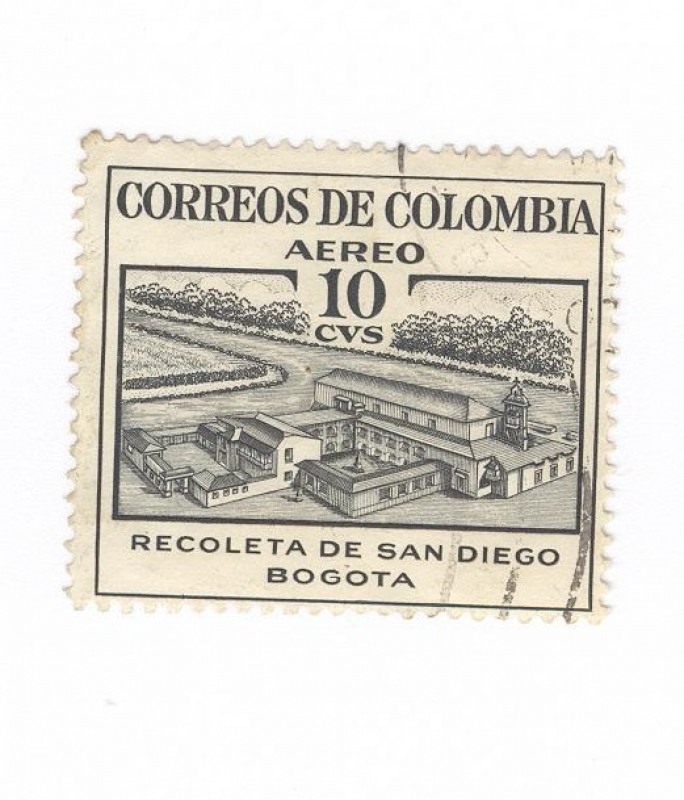 CORREOS DE COLOMBIA
AEREO
10
CVS
RECOLETA DE SAN DIEGO
BOGOTA